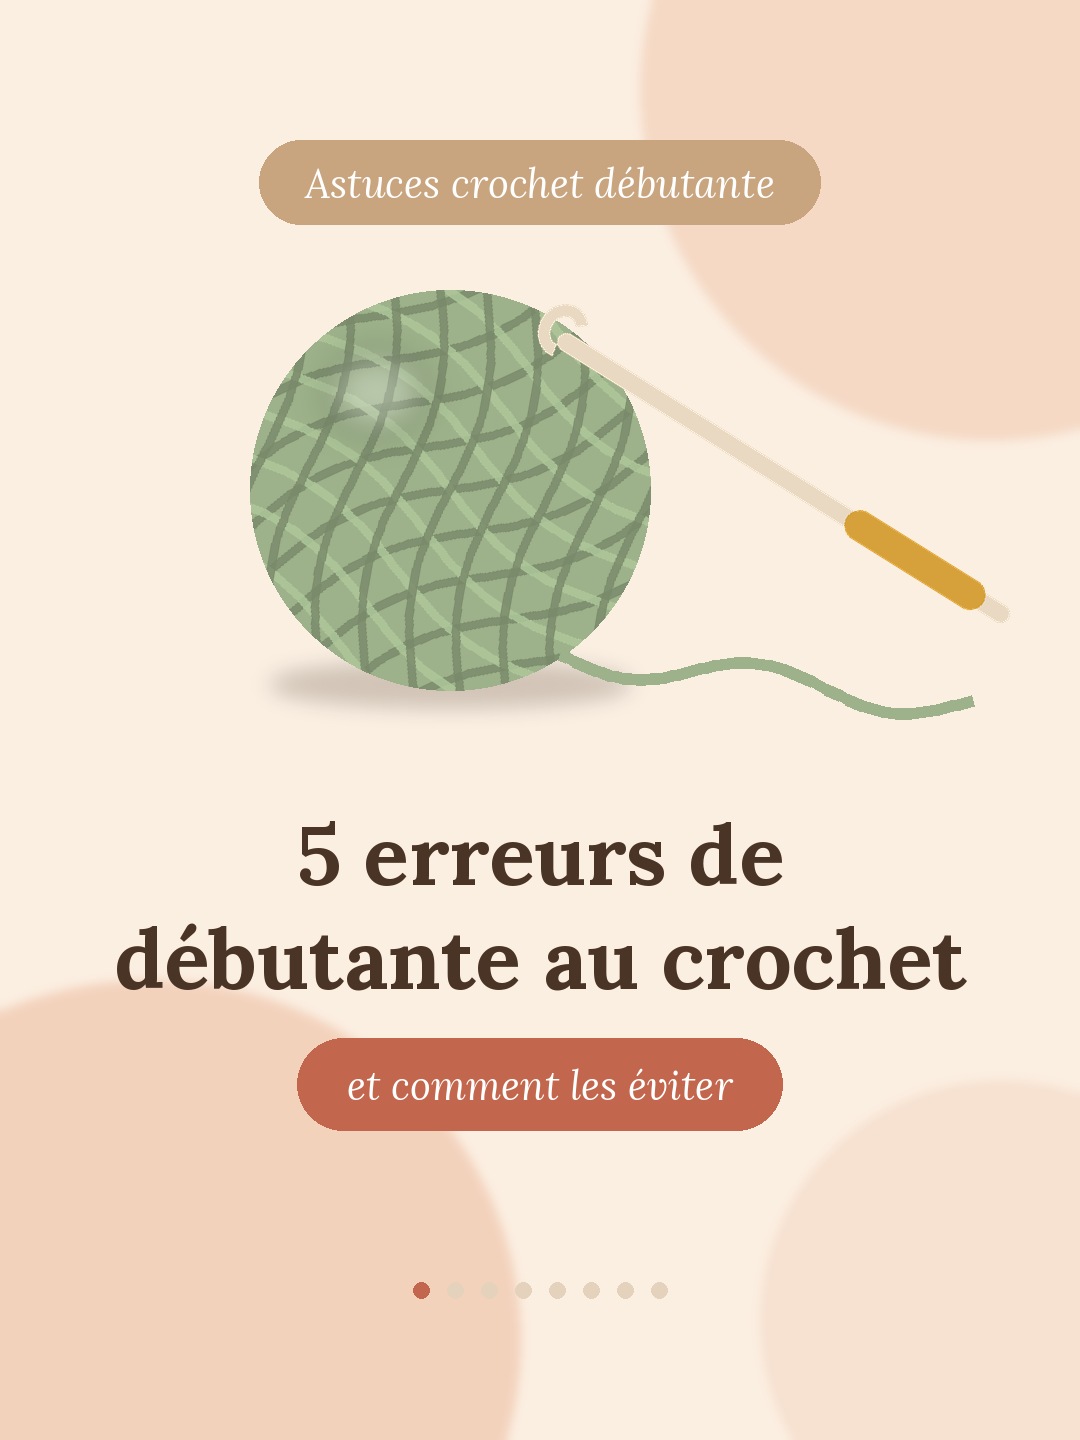 Astuces crochet débutante
5 erreurs de
débutante au crochet
et comment les éviter